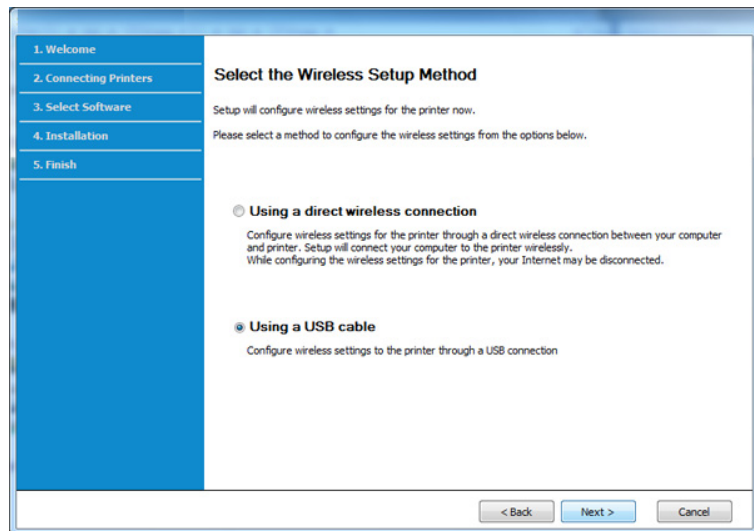 1. Welcome
2. Connecting Printers
3. Select Software
4. Installation
5. Finish
Select the Wireless Setup Method
Setup will configure wireless settings for the printer now.
Please select a method to configure the wireless settings from the options below.
Using a direct wireless connection
Configure wireless settings for the printer through a direct wireless connection between your computer
and printer. Setup will connect your computer to the printer wirelessly.
While configuring the wireless settings for the printer, your Internet may be disconnected.
Using a USB cable
Configure wireless settings to the printer through a USB connection
< Back
Next >
Cancel